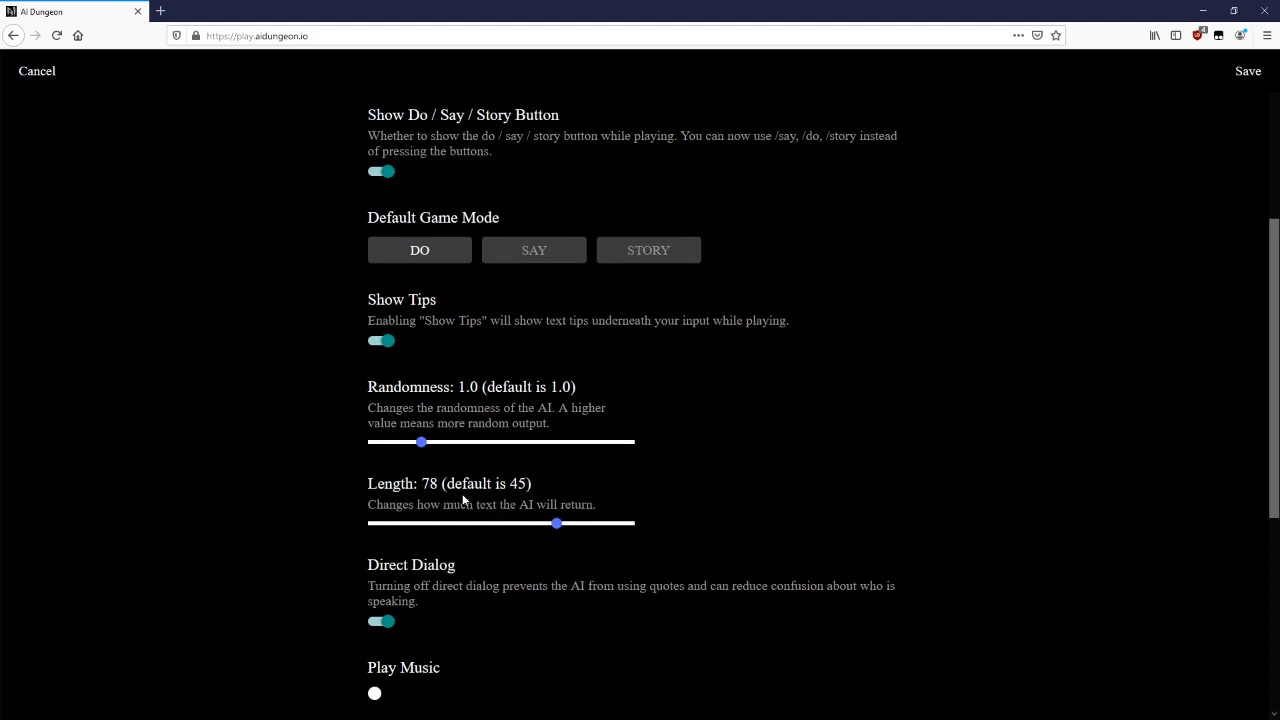 AI Dungeon
https://play.aidungeon.io
Cancel
Save
Show Do / Say / Story Button
Whether to show the do / say / story button while playing. You can now use /say, /do, /story instead
of pressing the buttons.
Default Game Mode
DO SAY STORY
Show Tips
Enabling "Show Tips" will show text tips underneath your input while playing.
Randomness: 1.0 (default is 1.0)
Changes the randomness of the AI. A higher
value means more random output.
Length: 78 (default is 45)
Changes how much text the AI will return.
Direct Dialog
Turning off direct dialog prevents the AI from using quotes and can reduce confusion about who is
speaking.
Play Music